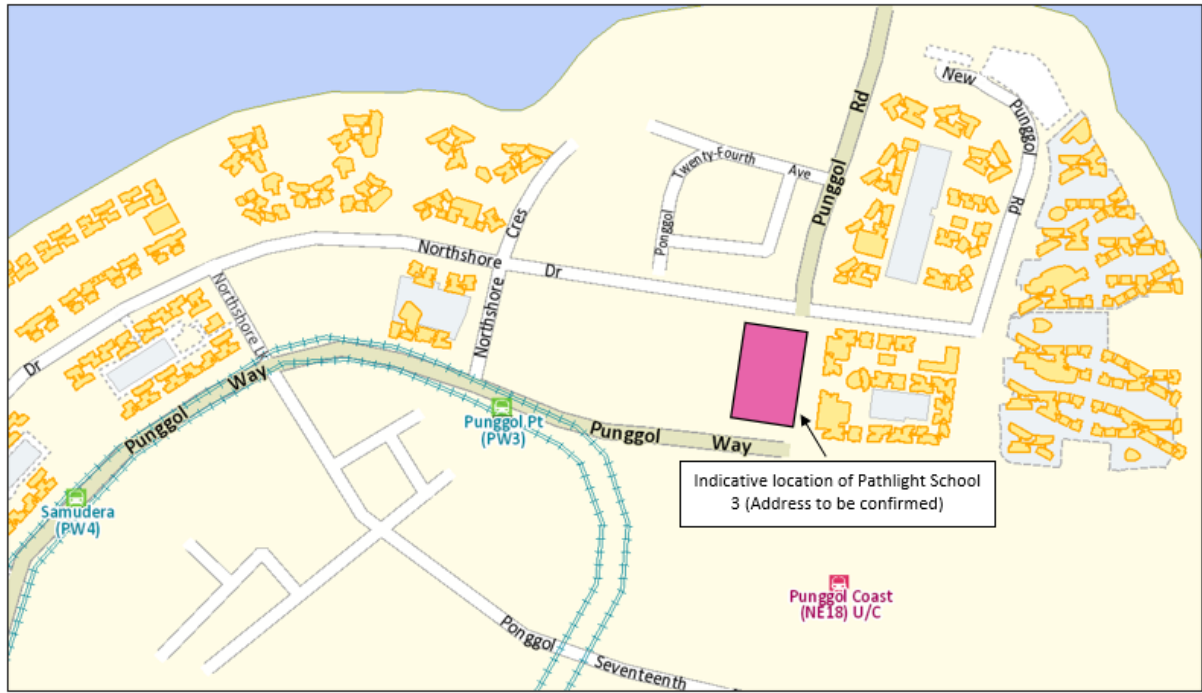 New
Punggol
Rd
Punggol
Rd
Twenty-Fourth
Ave
Ponggol
Northshore
Cres
Northshore
Dr
Northshore Lk
Dr
Punggol
Way
Punggol Pt
(PW3)
Punggol
Way
Indicative location of Pathlight School
3 (Address to be confirmed)
Samudera
(PW4)
Punggol Coast
(NE18) U/C
Ponggol
Seventeenth